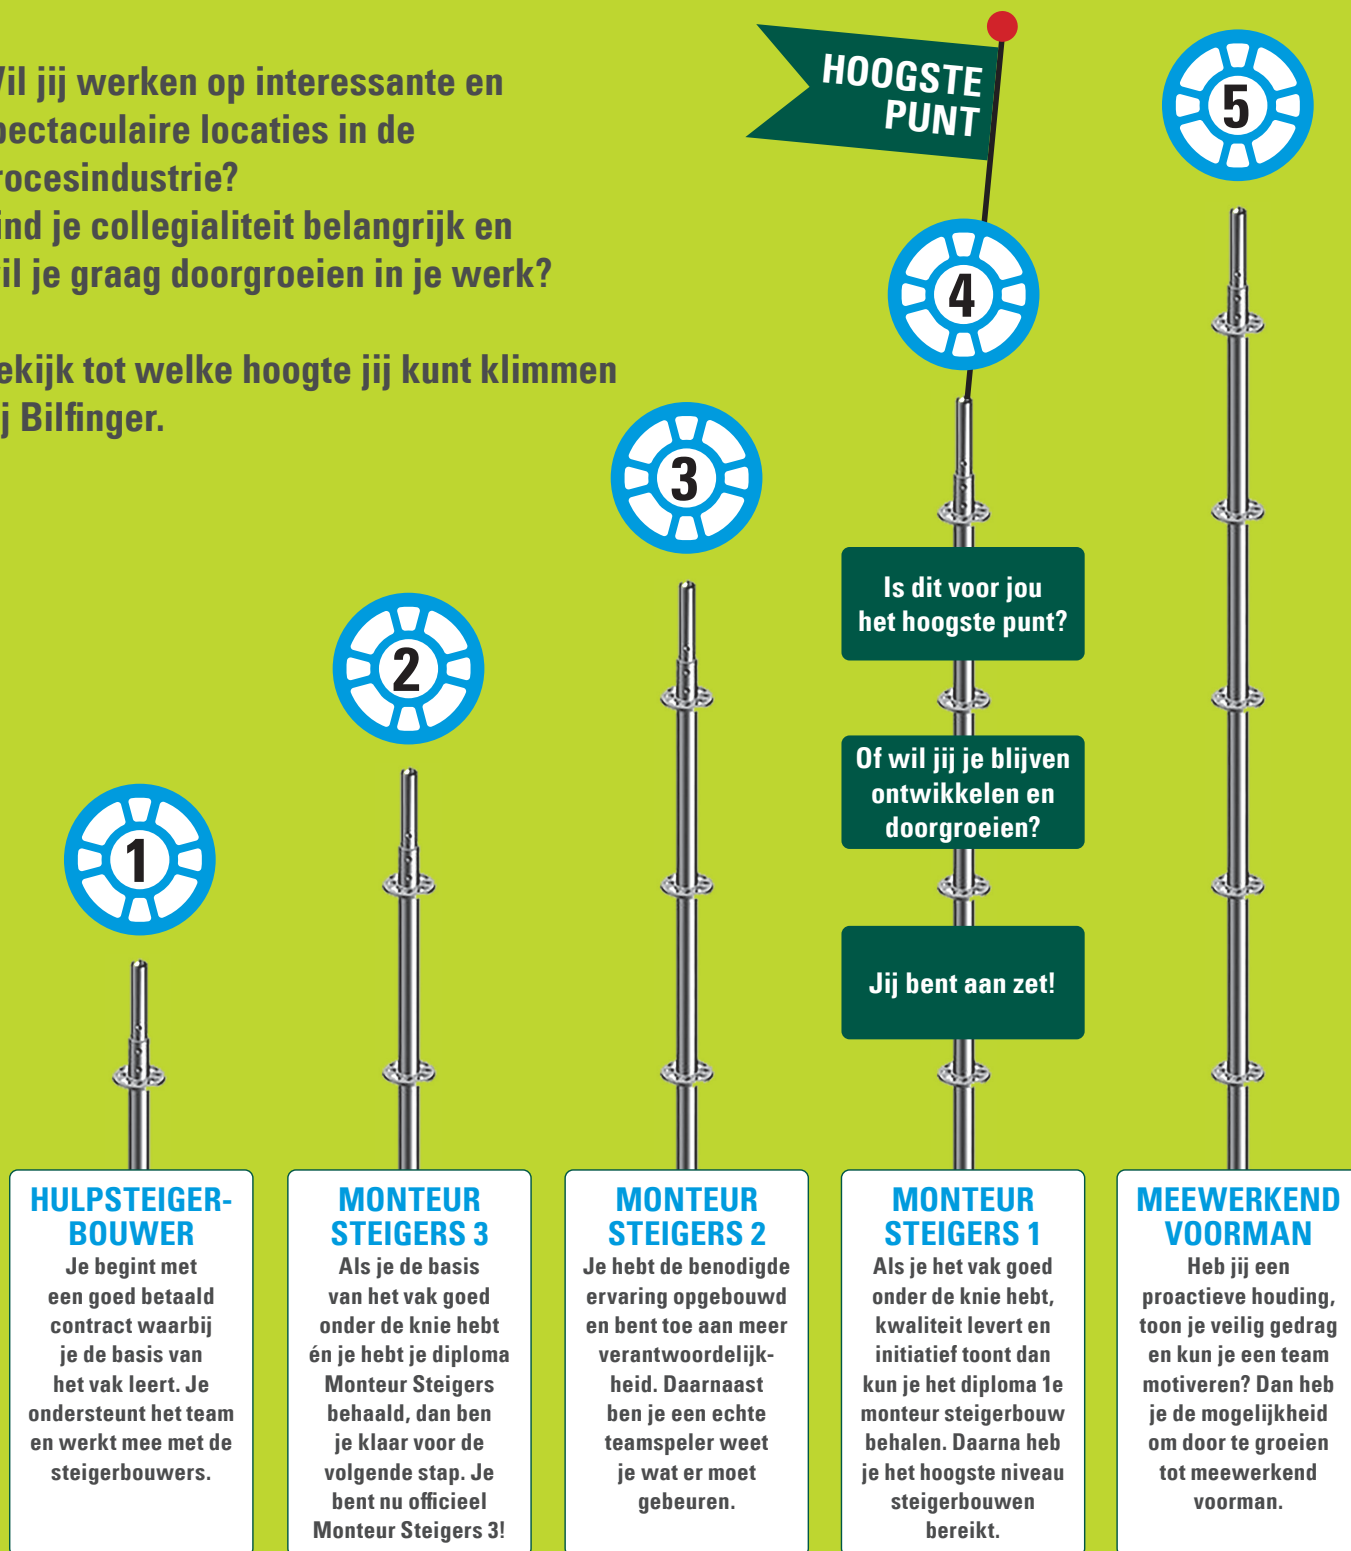 il jij werken op interessante en
pectaculaire locaties in de
rocesindustrie?
ind je collegialiteit belangrijk en
il je graag doorgroeien in je werk?
ekijk tot welke hoogte jij kunt klimmen
ij Bilfinger.
HOOGSTE
PUNT
5
4
3
2
1
Is dit voor jou
het hoogste punt?
Of wil jij je blijven
ontwikkelen en
doorgroeien?
Jij bent aan zet!
HULPSTEIGER-
BOUWER
Je begint met
een goed betaald
contract waarbij
je de basis van
het vak leert. Je
ondersteunt het team
en werkt mee met de
steigerbouwers.
MONTEUR
STEIGERS 3
Als je de basis
van het vak goed
onder de knie hebt
én je hebt je diploma
Monteur Steigers
behaald, dan ben
je klaar voor de
volgende stap. Je
bent nu officieel
Monteur Steigers 3!
MONTEUR
STEIGERS 2
Je hebt de benodigde
ervaring opgebouwd
en bent toe aan meer
verantwoordelijk-
heid. Daarnaast
ben je een echte
teamspeler weet
je wat er moet
gebeuren.
MONTEUR
STEIGERS 1
Als je het vak goed
onder de knie hebt,
kwaliteit levert en
initiatief toont dan
kun je het diploma 1e
monteur steigerbouw
behalen. Daarna heb
je het hoogste niveau
steigerbouwen
bereikt.
MEEWERKEND
VOORMAN
Heb jij een
proactieve houding,
toon je veilig gedrag
en kun je een team
motiveren? Dan heb
je de mogelijkheid
om door te groeien
tot meewerkend
voorman.